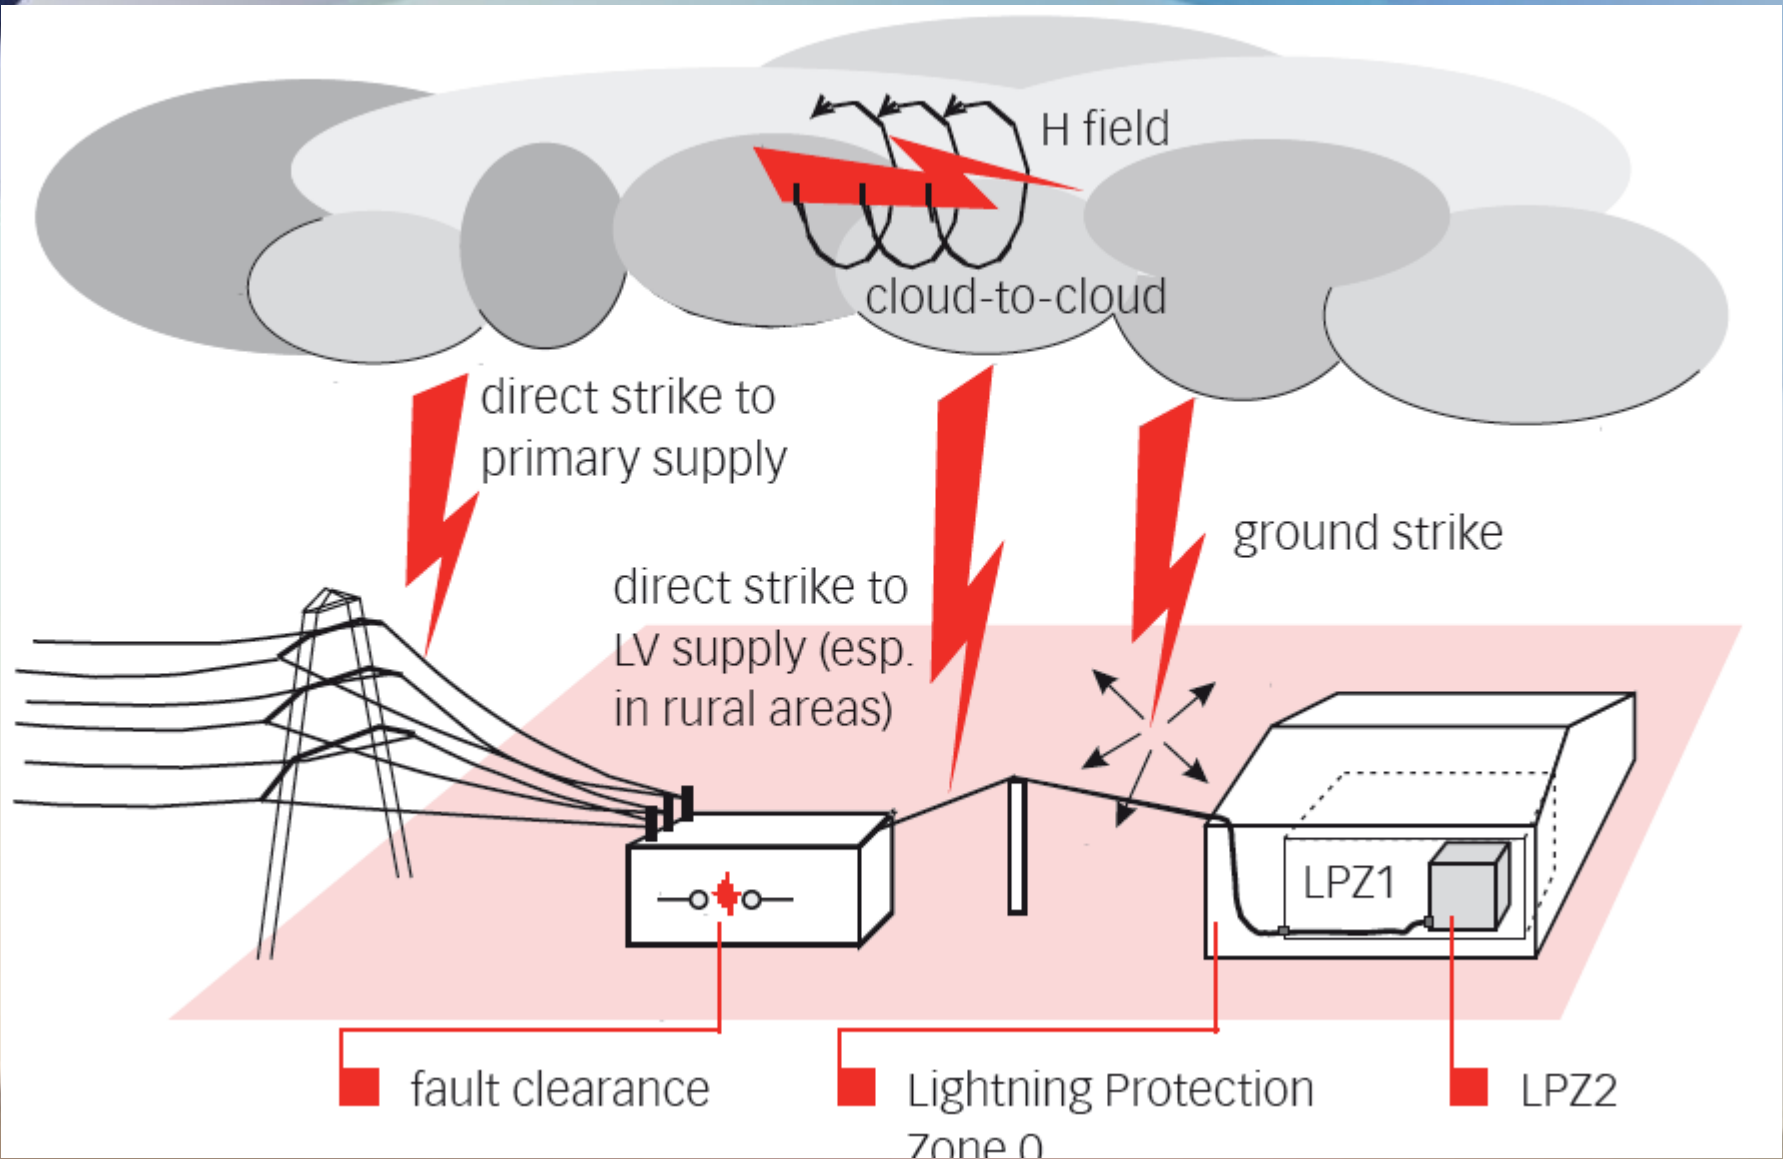 H field
cloud-to-cloud
direct strike to
primary supply
ground strike
direct strike to
LV supply (esp.
in rural areas)
LPZ1
fault clearance
Lightning Protection
Zone 0
LPZ2